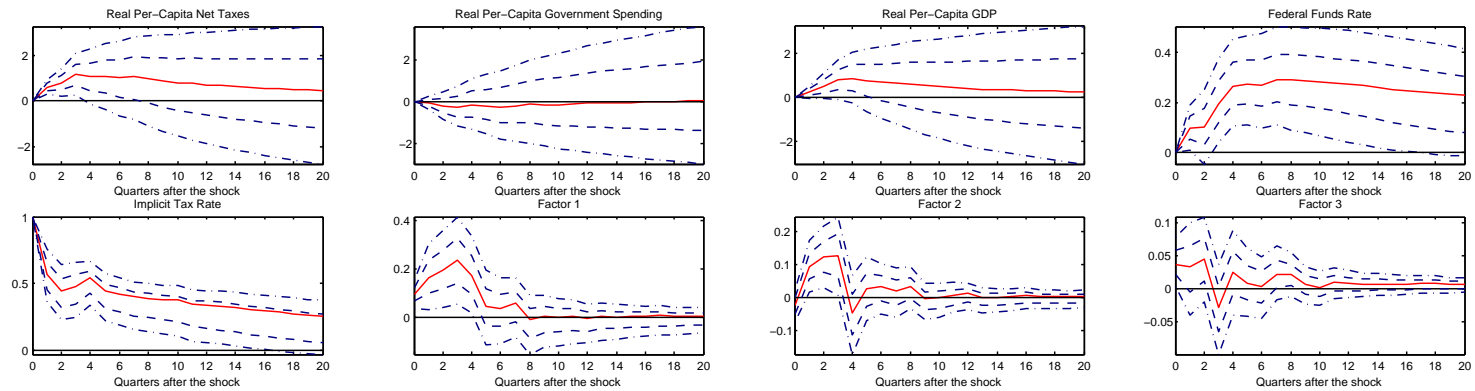 Real Per−Capita Net Taxes
Real Per−Capita Government Spending
Real Per−Capita GDP
Federal Funds Rate
2
0
−2
0 2 4 6 8 10 12 14 16 18 20
Quarters after the shock
2
0
−2
0 2 4 6 8 10 12 14 16 18 20
Quarters after the shock
2
0
−2
0 2 4 6 8 10 12 14 16 18 20
Quarters after the shock
0.4
0.2
0
0 2 4 6 8 10 12 14 16 18 20
Quarters after the shock
Implicit Tax Rate
Factor 1
Factor 2
Factor 3
1
0.5
0
0 2 4 6 8 10 12 14 16 18 20
Quarters after the shock
0.4
0.2
0
0 2 4 6 8 10 12 14 16 18 20
Quarters after the shock
0.2
0.1
0
−0.1
0 2 4 6 8 10 12 14 16 18 20
Quarters after the shock
0.1
0.05
0
−0.05
0 2 4 6 8 10 12 14 16 18 20
Quarters after the shock